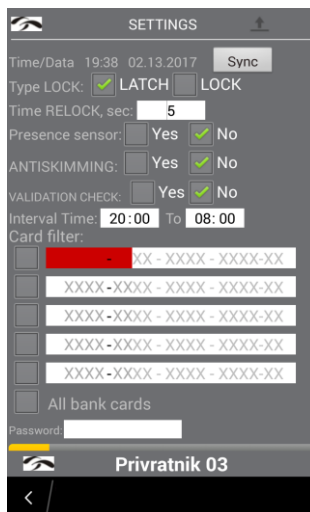 SETTINGS
Time/Data 19:38 02.13.2017 Sync
Type LOCK: LATCH LOCK
Time RELOCK, sec: 5
Presence sensor: Yes No
ANTISKIMMING: Yes No
VALIDATION CHECK: Yes No
Interval Time: 20:00 To 08:00
Card filter:
- XX - XXXX - XXXX-XX
XXXX-XXXX - XXXX - XXXX-XX
XXXX-XXXX - XXXX - XXXX-XX
XXXX-XXXX - XXXX - XXXX-XX
XXXX-XXXX - XXXX - XXXX-XX
All bank cards
Password:
Privratnik 03